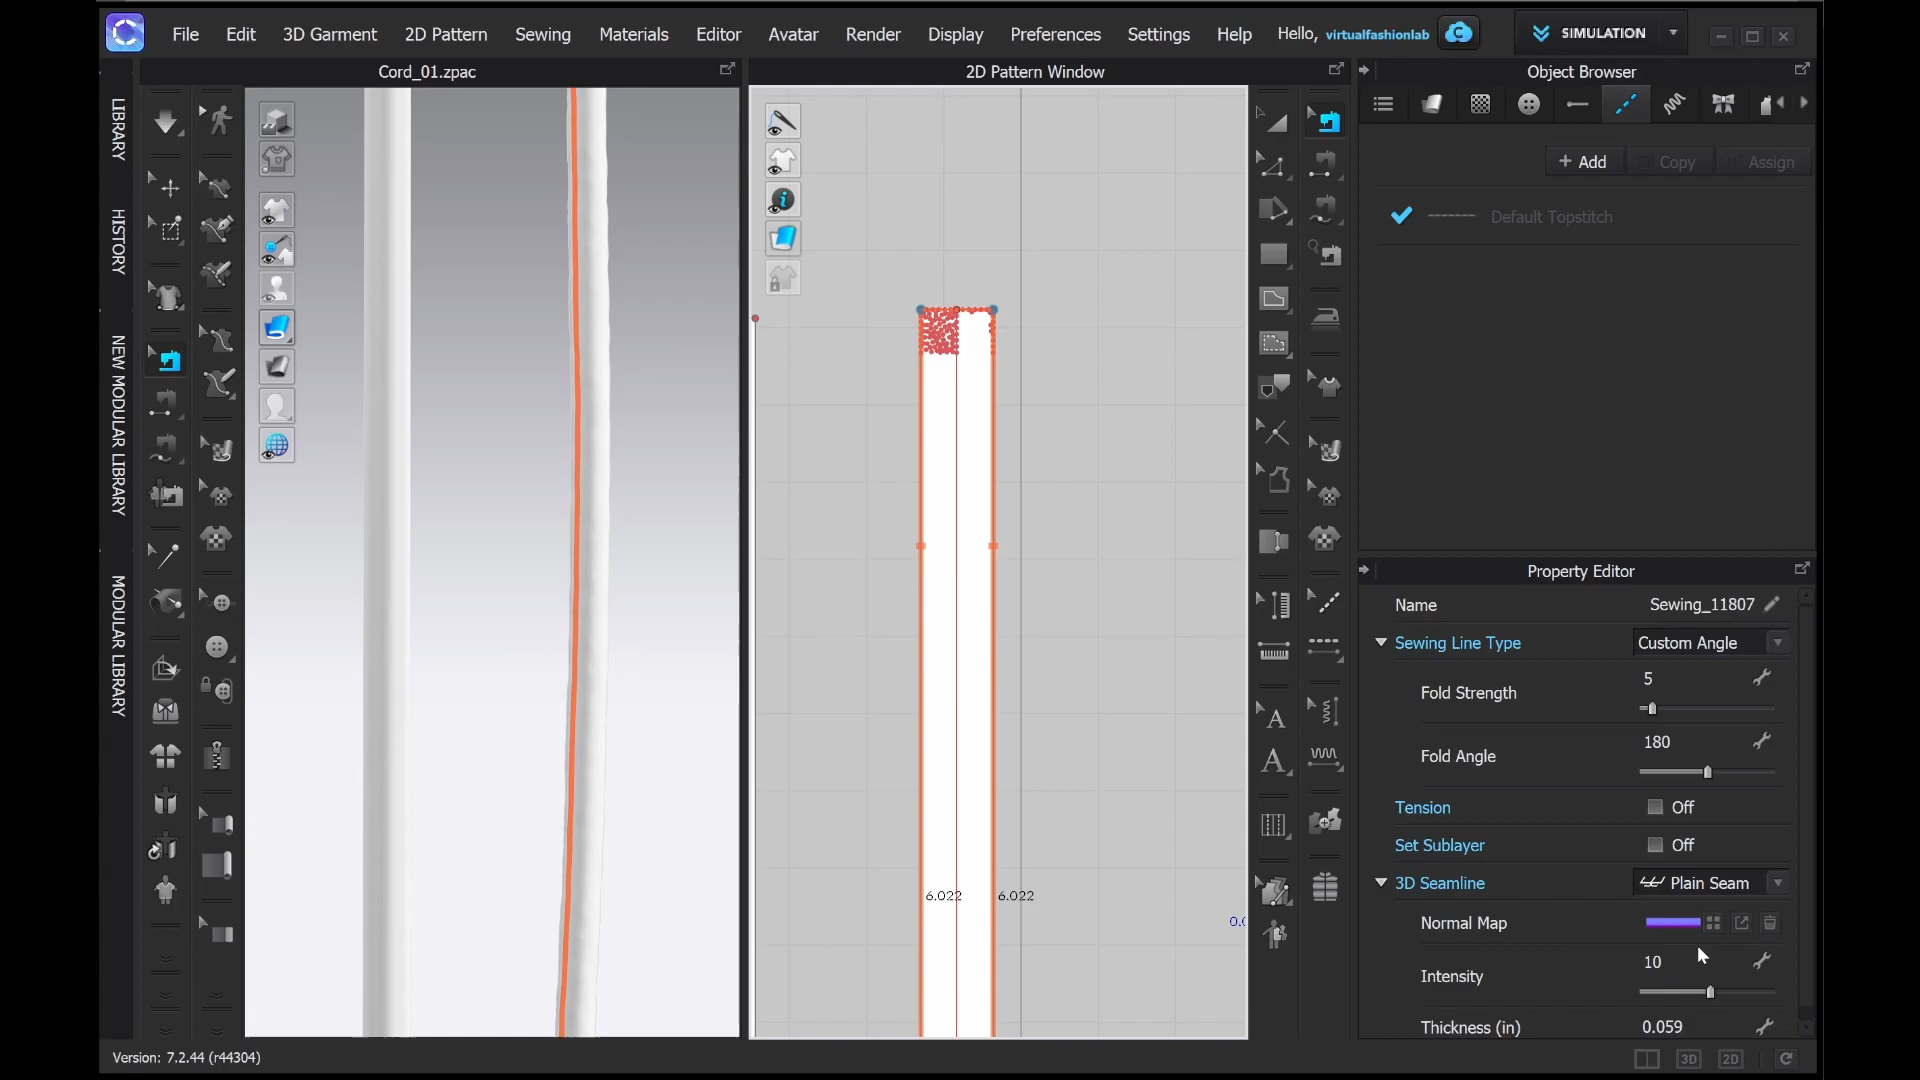 File Edit 3D Garment 2D Pattern Sewing Materials Editor Avatar Render Display Preferences Settings Help Hello, virtualfashionlab SIMULATION
Cord_01.zpac
2D Pattern Window
Object Browser
LIBRARY
HISTORY
NEW MODULAR LIBRARY
MODULAR LIBRARY
+ Add Copy Assign
Default Topstitch
6.022 6.022
0.0
A
A
Property Editor
Name Sewing_11807
Sewing Line Type Custom Angle
Fold Strength 5
Fold Angle 180
Tension Off
Set Sublayer Off
3D Seamline Plain Seam
Normal Map
Intensity 10
Thickness (in) 0.059
Version: 7.2.44 (r44304)
3D 2D